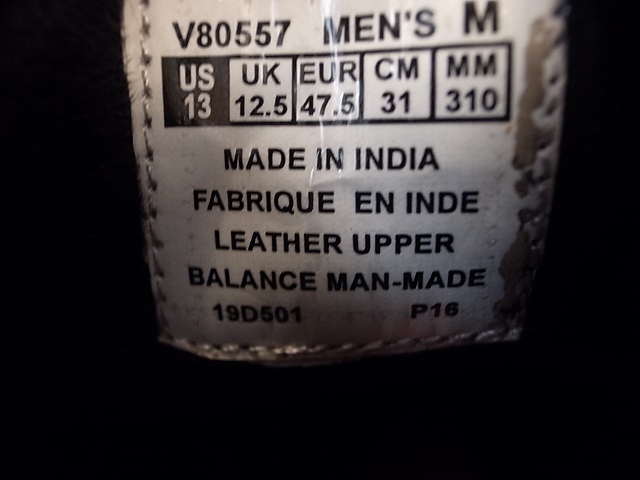 V80557 MEN'S M
US UK EUR CM MM
13 12.5 47.5 31 310
MADE IN INDIA
FABRIQUE EN INDE
LEATHER UPPER
BALANCE MAN-MADE
19D501 P16